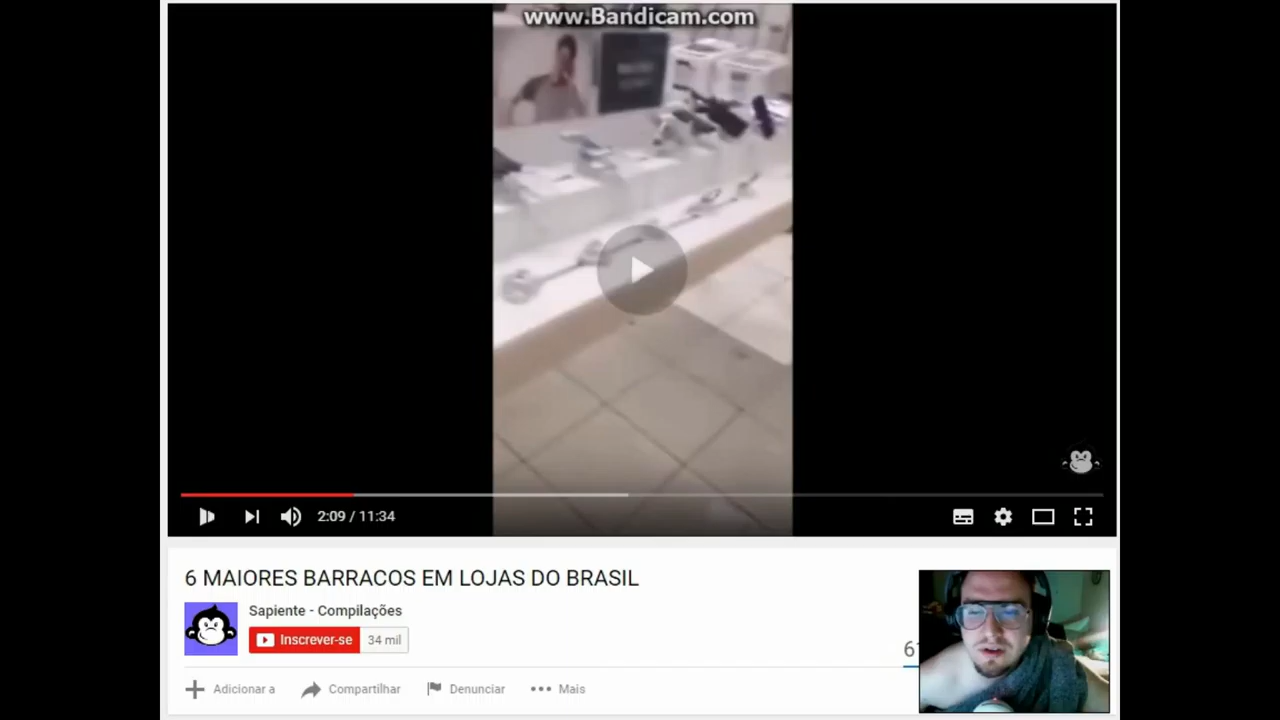 www.Bandicam.com
2:09 / 11:34
6 MAIORES BARRACOS EM LOJAS DO BRASIL
Sapiente - Compilações
Inscrever-se 34 mil
Adicionar a Compartilhar Denunciar Mais